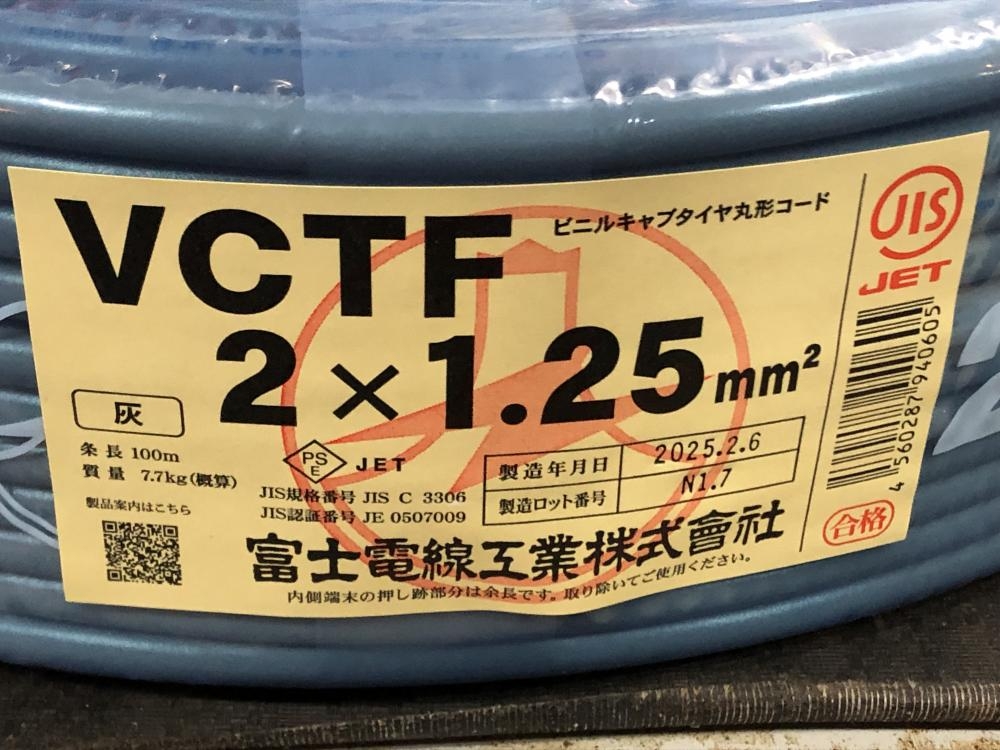 VCTF
ビニルキャブタイヤ丸形コード
2×1.25mm²
灰
条長 100m
質量 7.7kg(概算)
製品案内はこちら
PS
E
JET
JIS規格番号 JIS C 3306
JIS認証番号 JE 0507009
製造年月日 2025.2.6
製造ロット番号 N1.7
富士電線工業株式會社
内側端末の押し跡部分は余長です。取り除いてご使用ください。
JIS
JET
4560287940605
合格